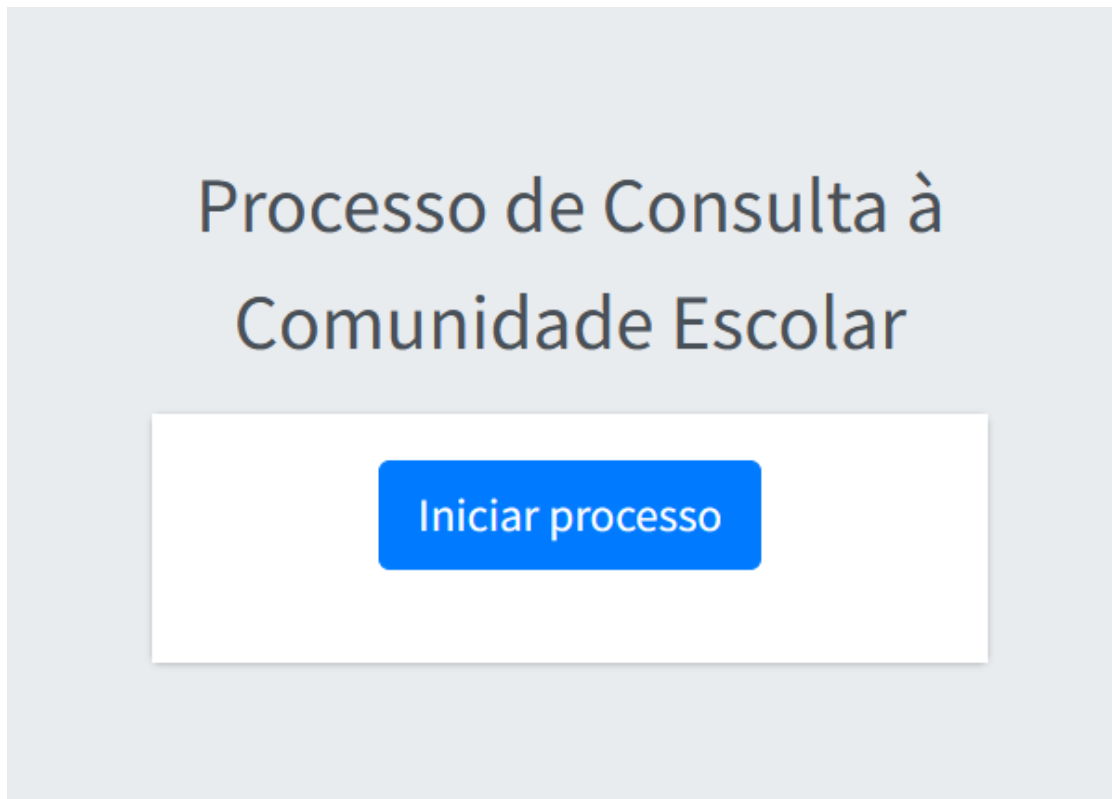 Processo de Consulta à
Comunidade Escolar
Iniciar processo